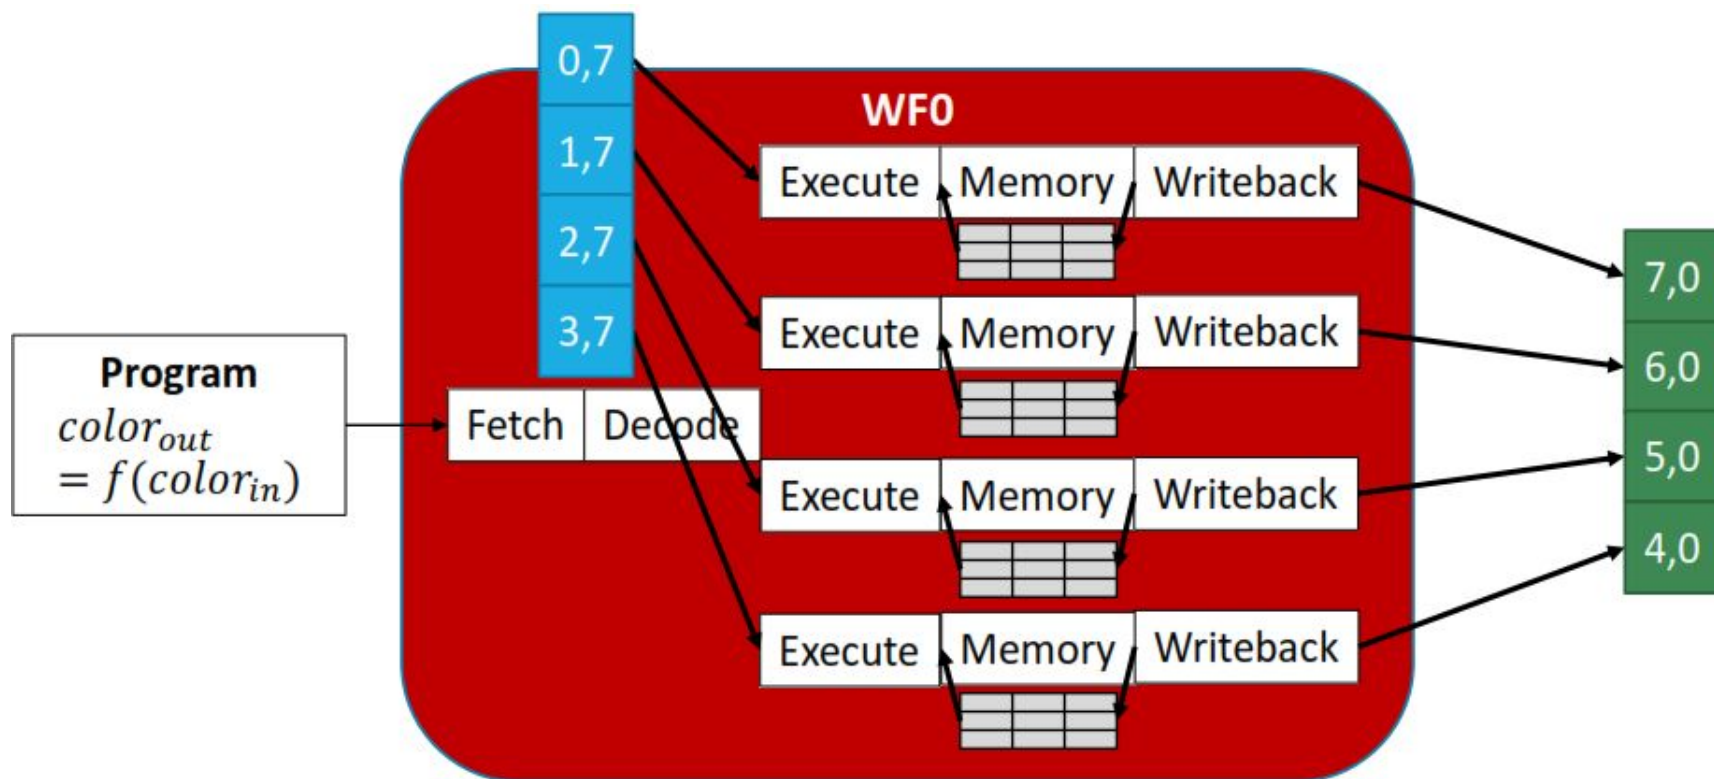 0,7
1,7
2,7
3,7
WF0
Execute Memory Writeback
Execute Memory Writeback
Execute Memory Writeback
Execute Memory Writeback
Fetch Decode
Program
color_out
= f(color_in)
7,0
6,0
5,0
4,0